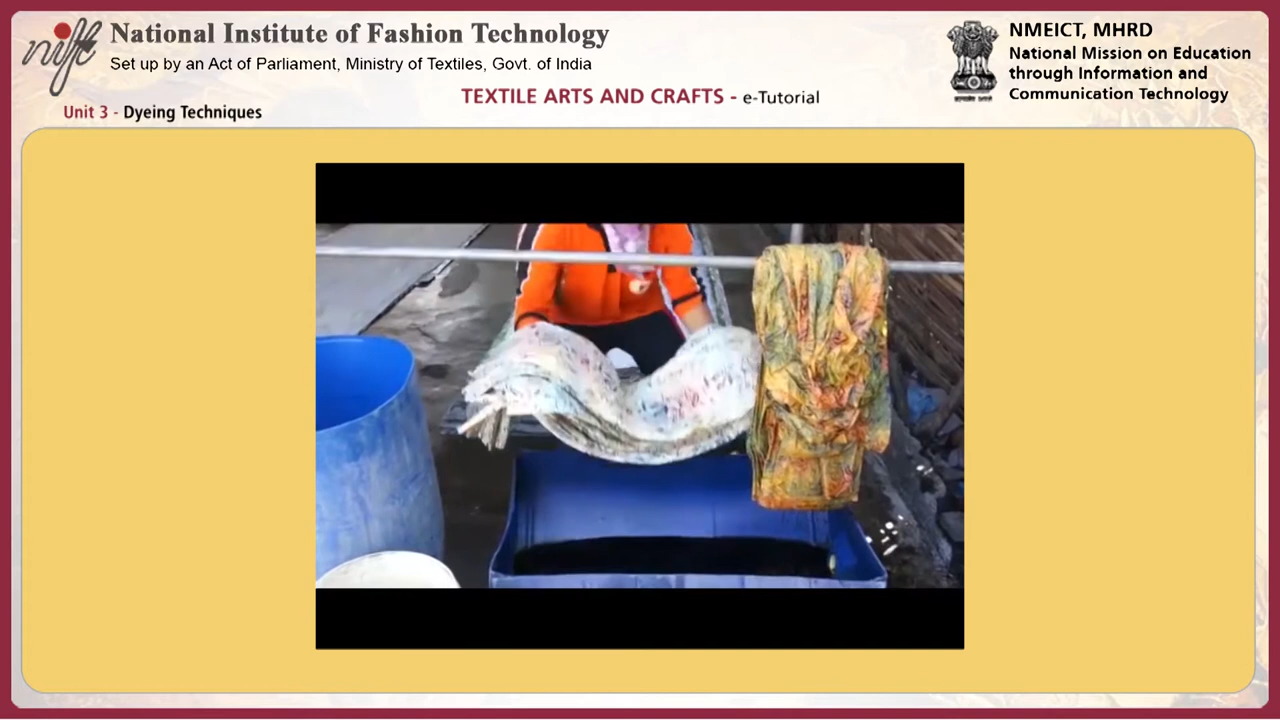 nift
National Institute of Fashion Technology
Set up by an Act of Parliament, Ministry of Textiles, Govt. of India
NMEICT, MHRD
National Mission on Education
through Information and
Communication Technology
TEXTILE ARTS AND CRAFTS - e-Tutorial
Unit 3 - Dyeing Techniques